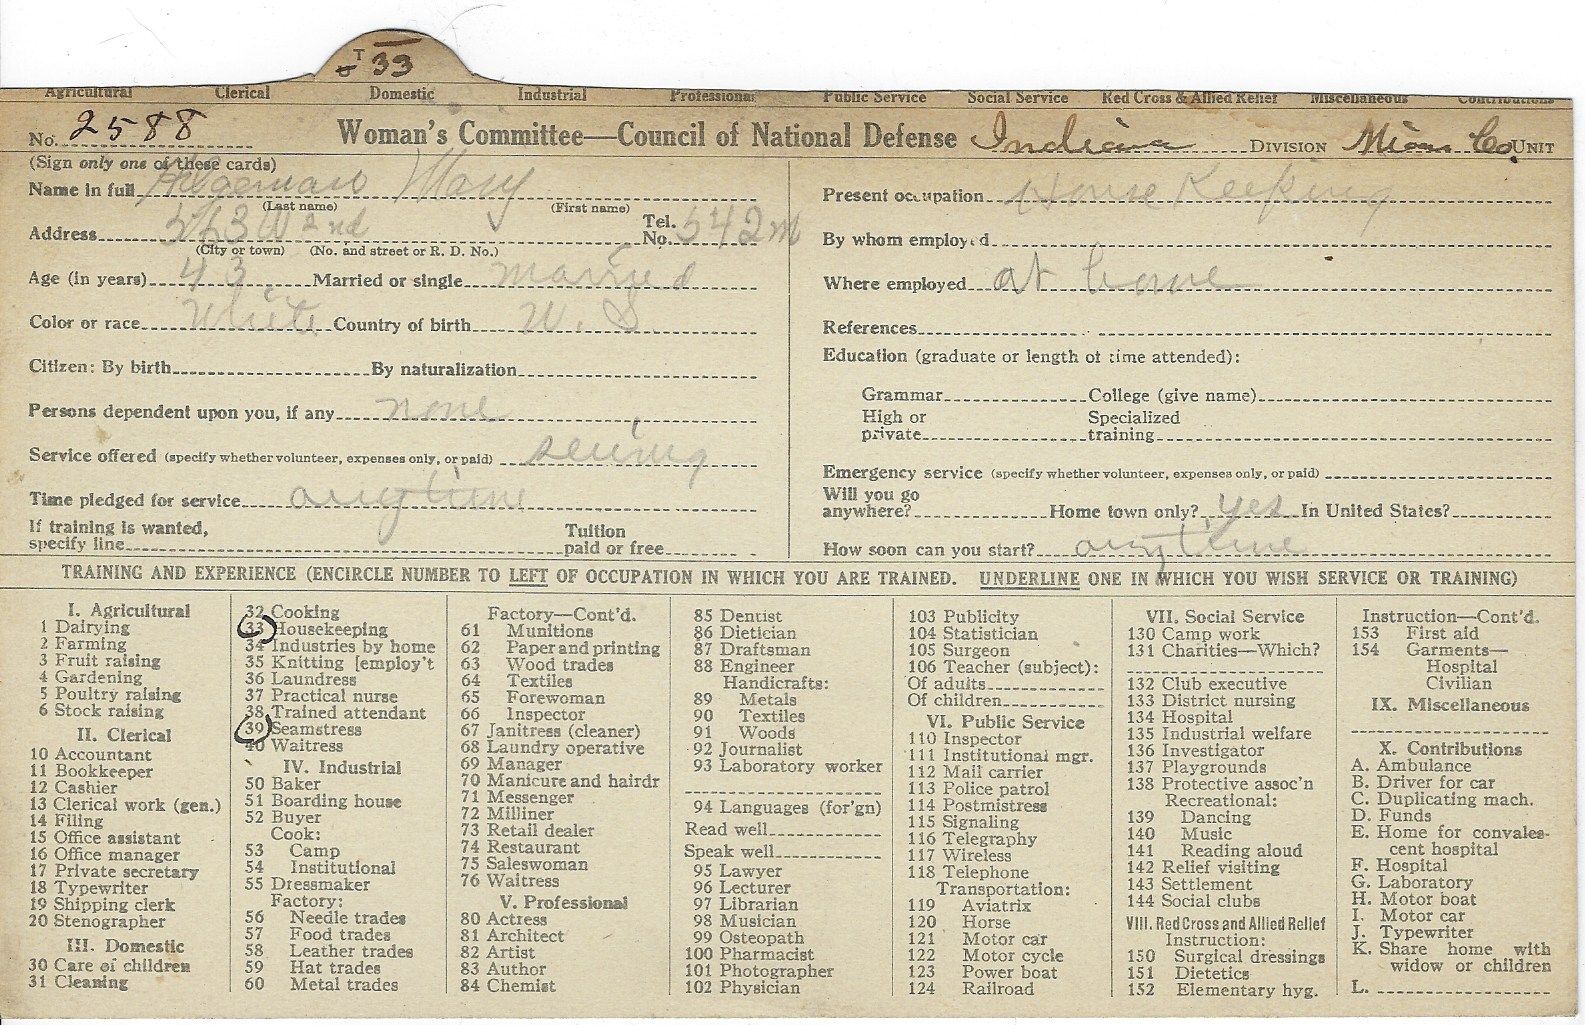 T 33
Agricultural Clerical Domestic Industrial Professional Public Service Social Service Red Cross & Allied Relief Miscellaneous Contributions
No. 2588 Woman's Committee—Council of National Defense Indiana DIVISION Miami Co. UNIT
(Sign only one of these cards)
Name in full Mary
(Last name) (First name)
Address 563 W 2nd Tel. No. 542 M
(City or town) (No. and street or R. D. No.)
Age (in years) 43 Married or single married
Color or race White Country of birth U. S.
Citizen: By birth By naturalization
Persons dependent upon you, if any none
Service offered (specify whether volunteer, expenses only, or paid) sewing
Time pledged for service anytime
If training is wanted, specify line Tuition paid or free
Present occupation House Keeping
By whom employed
Where employed at home
References
Education (graduate or length of time attended):
Grammar College (give name)
High or private Specialized training
Emergency service (specify whether volunteer, expenses only, or paid)
Will you go anywhere? Home town only? yes In United States?
How soon can you start? anytime
TRAINING AND EXPERIENCE (ENCIRCLE NUMBER TO LEFT OF OCCUPATION IN WHICH YOU ARE TRAINED. UNDERLINE ONE IN WHICH YOU WISH SERVICE OR TRAINING)
I. Agricultural
1 Dairying
2 Farming
3 Fruit raising
4 Gardening
5 Poultry raising
6 Stock raising
II. Clerical
10 Accountant
11 Bookkeeper
12 Cashier
13 Clerical work (gen.)
14 Filing
15 Office assistant
16 Office manager
17 Private secretary
18 Typewriter
19 Shipping clerk
20 Stenographer
III. Domestic
30 Care of children
31 Cleaning
32 Cooking
33 Housekeeping
34 Industries by home
35 Knitting [employ't
36 Laundress
37 Practical nurse
38 Trained attendant
39 Seamstress
40 Waitress
IV. Industrial
50 Baker
51 Boarding house
52 Buyer
Cook:
53 Camp
54 Institutional
55 Dressmaker
Factory:
56 Needle trades
57 Food trades
58 Leather trades
59 Hat trades
60 Metal trades
Factory—Cont'd.
61 Munitions
62 Paper and printing
63 Wood trades
64 Textiles
65 Forewoman
66 Inspector
67 Janitress (cleaner)
68 Laundry operative
69 Manager
70 Manicure and hairdr
71 Messenger
72 Milliner
73 Retail dealer
74 Restaurant
75 Saleswoman
76 Waitress
V. Professional
80 Actress
81 Architect
82 Artist
83 Author
84 Chemist
85 Dentist
86 Dietician
87 Draftsman
88 Engineer
Handicrafts:
89 Metals
90 Textiles
91 Woods
92 Journalist
93 Laboratory worker
94 Languages (for'gn)
Read well
Speak well
95 Lawyer
96 Lecturer
97 Librarian
98 Musician
99 Osteopath
100 Pharmacist
101 Photographer
102 Physician
103 Publicity
104 Statistician
105 Surgeon
106 Teacher (subject):
Of adults
Of children
VI. Public Service
110 Inspector
111 Institutional mgr.
112 Mail carrier
113 Police patrol
114 Postmistress
115 Signaling
116 Telegraphy
117 Wireless
118 Telephone
Transportation:
119 Aviatrix
120 Horse
121 Motor car
122 Motor cycle
123 Power boat
124 Railroad
VII. Social Service
130 Camp work
131 Charities—Which?
132 Club executive
133 District nursing
134 Hospital
135 Industrial welfare
136 Investigator
137 Playgrounds
138 Protective assoc'n
Recreational:
139 Dancing
140 Music
141 Reading aloud
142 Relief visiting
143 Settlement
144 Social clubs
VIII. Red Cross and Allied Relief
Instruction:
150 Surgical dressings
151 Dietetics
152 Elementary hyg.
Instruction—Cont'd.
153 First aid
154 Garments—
Hospital
Civilian
IX. Miscellaneous
X. Contributions
A. Ambulance
B. Driver for car
C. Duplicating mach.
D. Funds
E. Home for convales-
cent hospital
F. Hospital
G. Laboratory
H. Motor boat
I. Motor car
J. Typewriter
K. Share home with
widow or children
L.